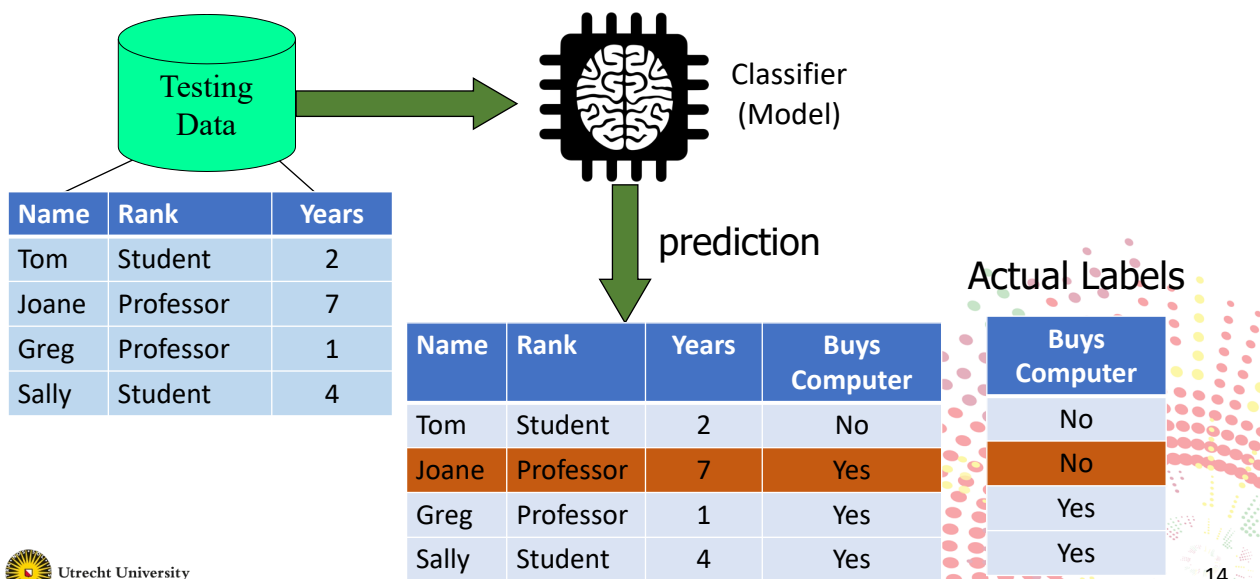 Testing
Data
Classifier
(Model)
Name Rank Years
Tom Student 2
Joane Professor 7
Greg Professor 1
Sally Student 4
prediction
Name Rank Years Buys
Computer
Tom Student 2 No
Joane Professor 7 Yes
Greg Professor 1 Yes
Sally Student 4 Yes
Actual Labels
Buys
Computer
No
No
Yes
Yes
Utrecht University
14